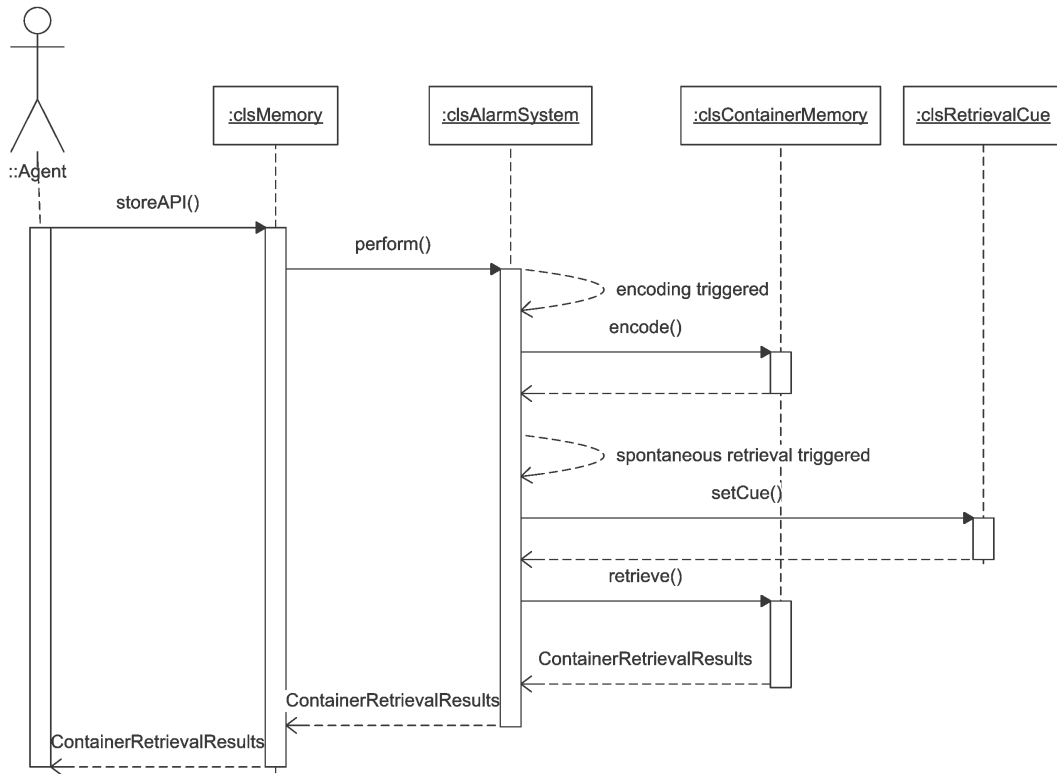 :clsMemory
:clsAlarmSystem
:clsContainerMemory
:clsRetrievalCue
::Agent
storeAPI()
perform()
encoding triggered
encode()
spontaneous retrieval triggered
setCue()
retrieve()
ContainerRetrievalResults
ContainerRetrievalResults
ContainerRetrievalResults